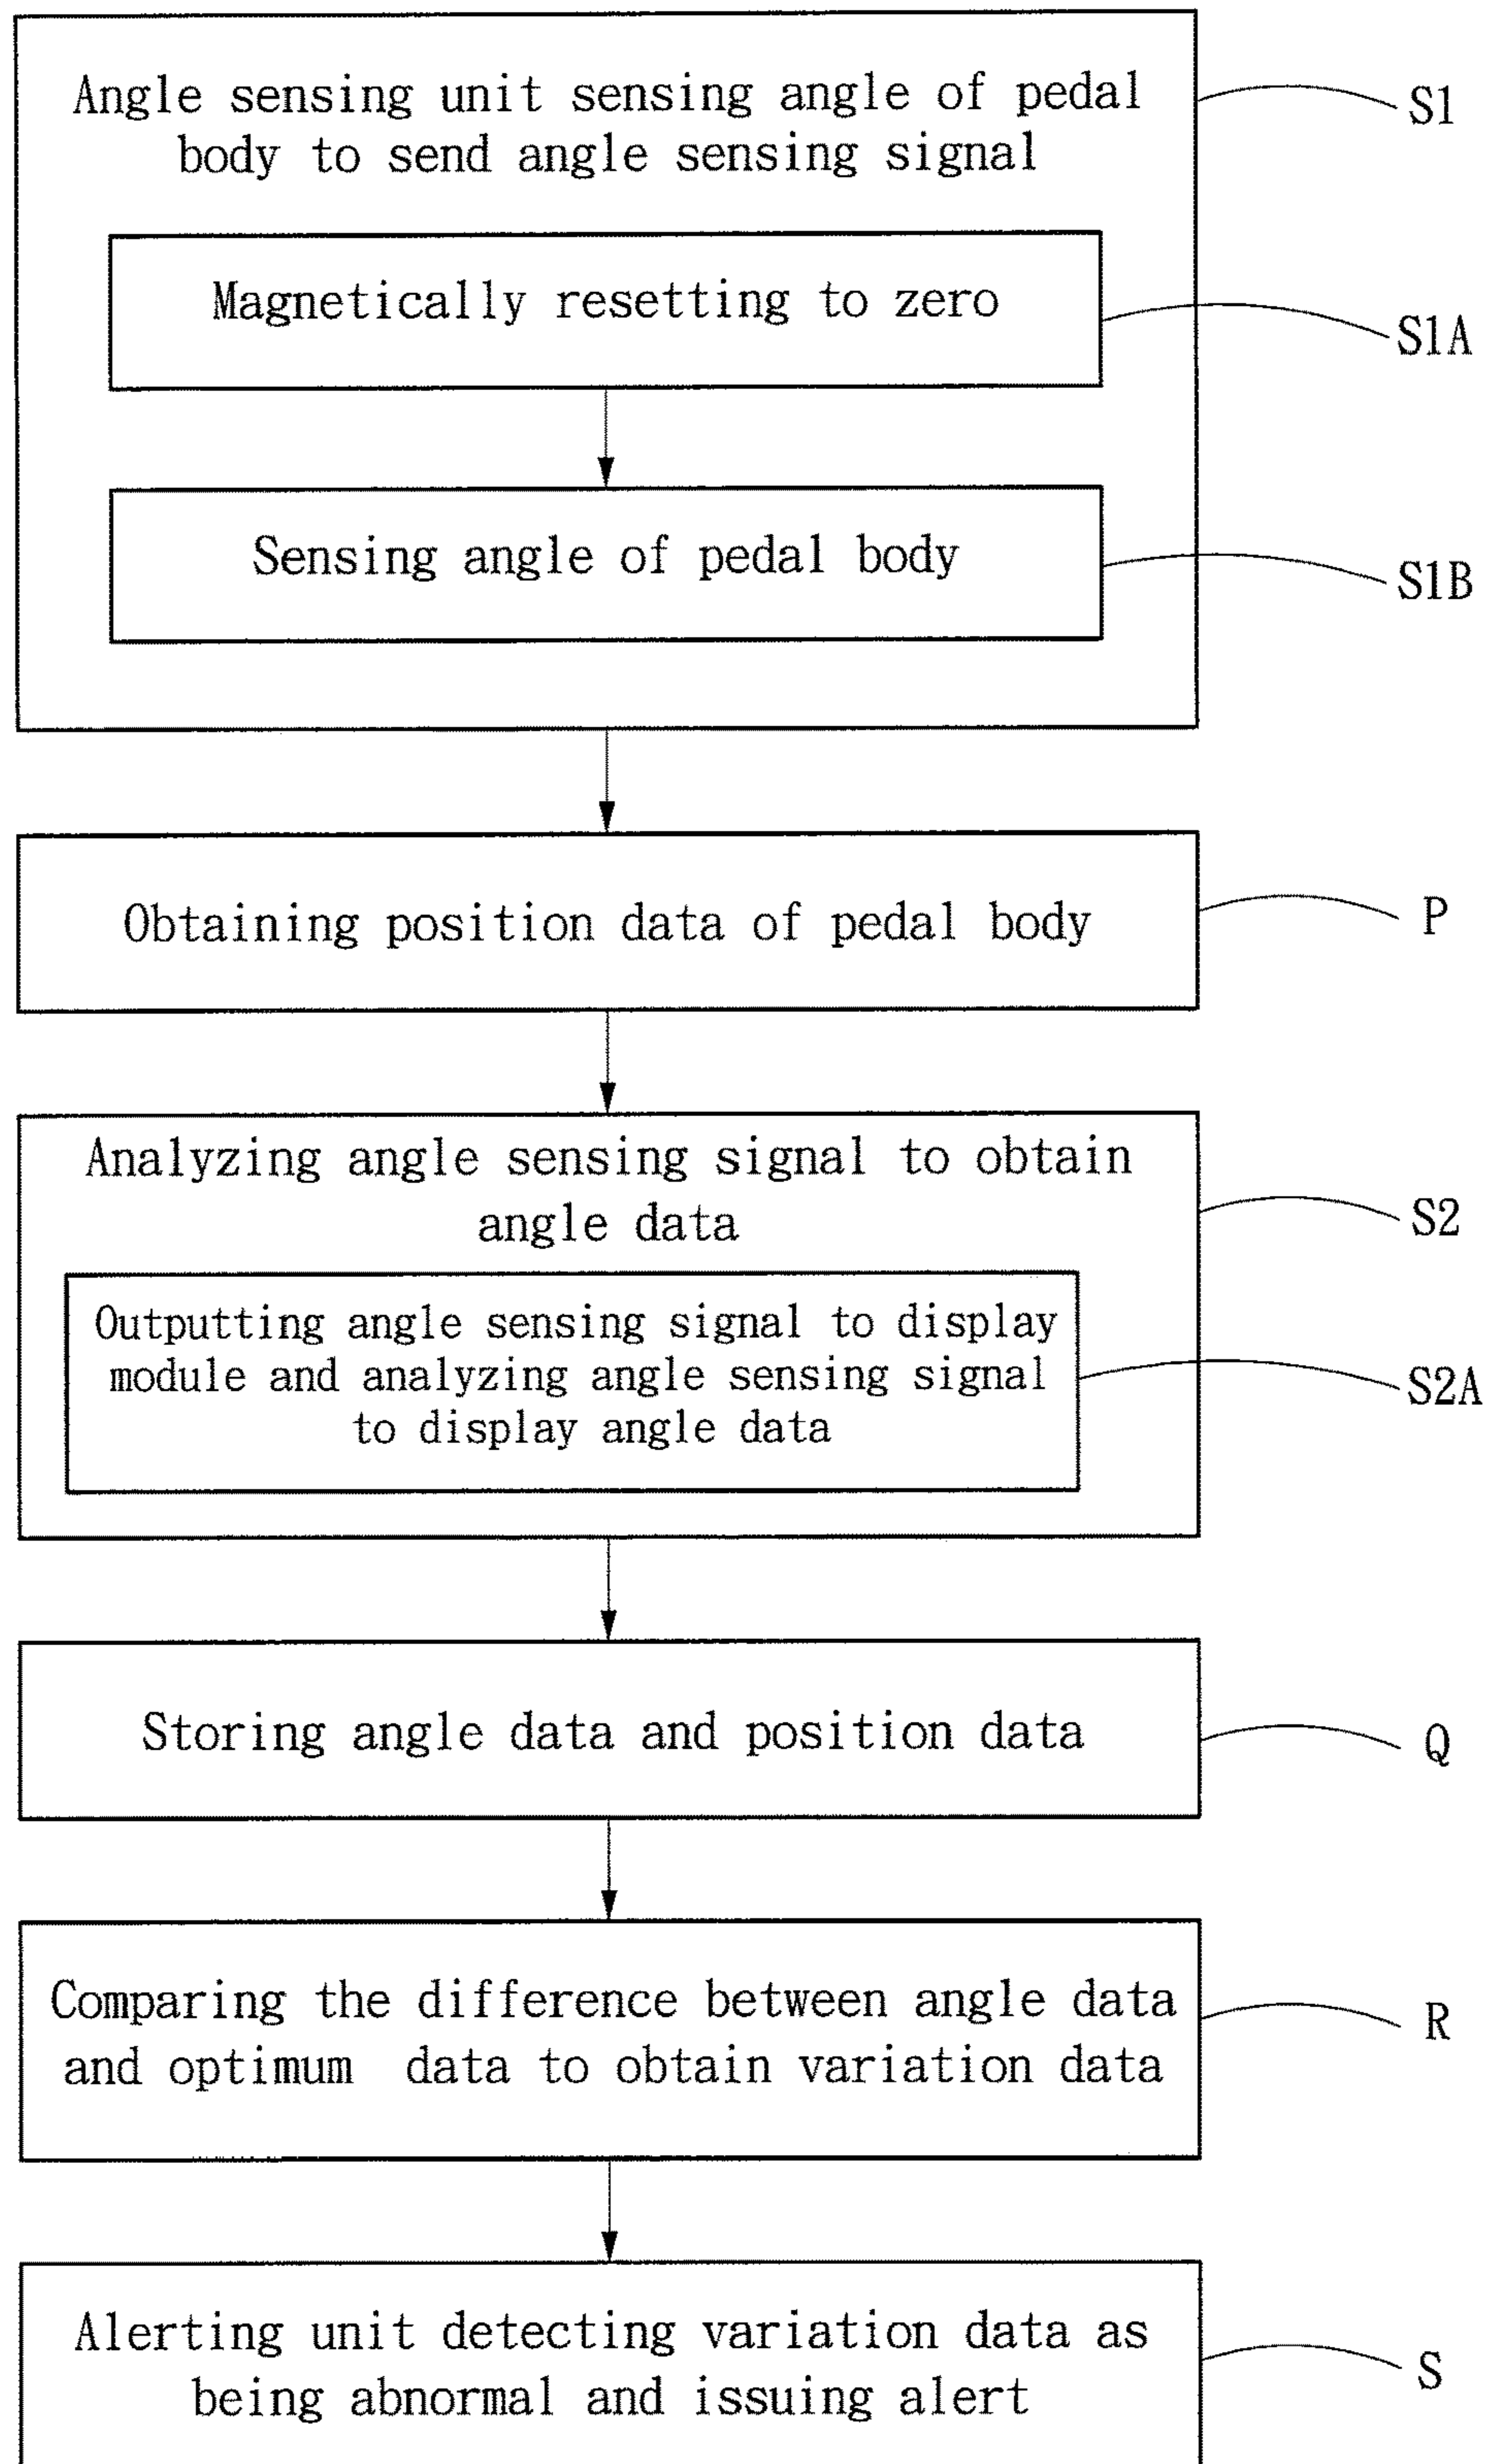 Angle sensing unit sensing angle of pedal
body to send angle sensing signal
S1
Magnetically resetting to zero
S1A
Sensing angle of pedal body
S1B
Obtaining position data of pedal body
P
Analyzing angle sensing signal to obtain
angle data
S2
Outputting angle sensing signal to display
module and analyzing angle sensing signal
to display angle data
S2A
Storing angle data and position data
Q
Comparing the difference between angle data
and optimum data to obtain variation data
R
Alerting unit detecting variation data as
being abnormal and issuing alert
S